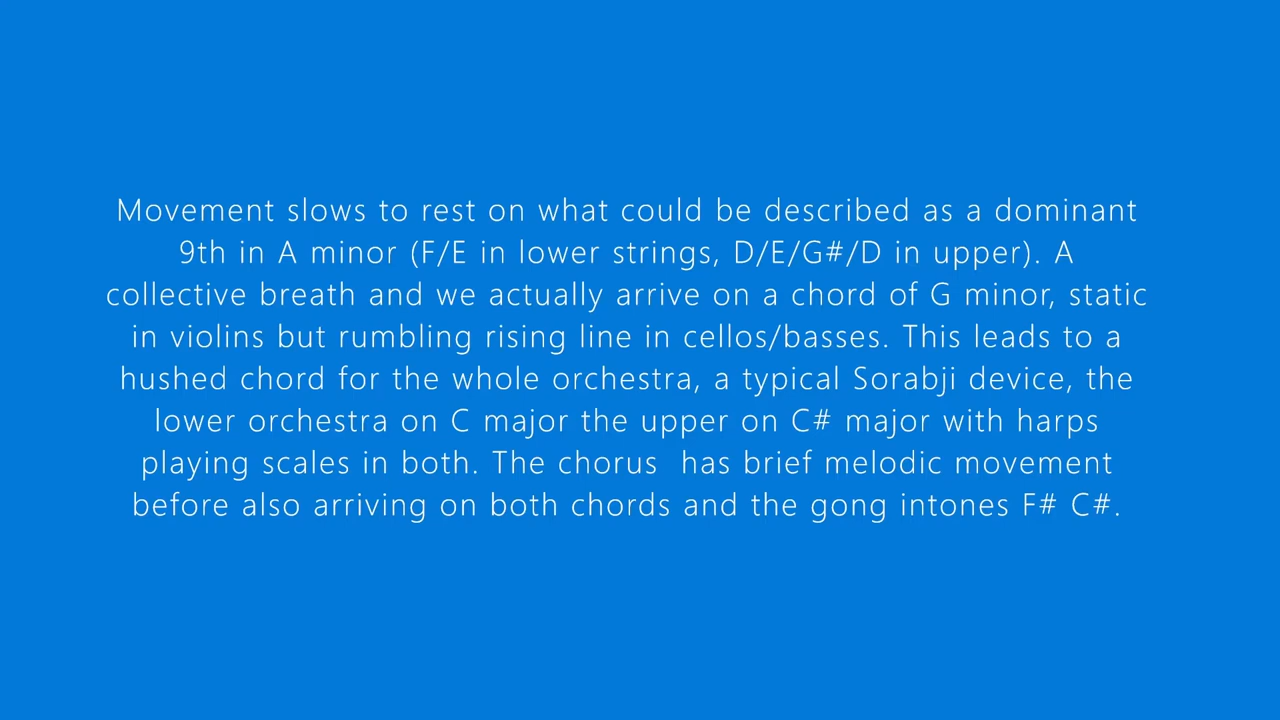 Movement slows to rest on what could be described as a dominant
9th in A minor (F/E in lower strings, D/E/G#/D in upper). A
collective breath and we actually arrive on a chord of G minor, static
in violins but rumbling rising line in cellos/basses. This leads to a
hushed chord for the whole orchestra, a typical Sorabji device, the
lower orchestra on C major the upper on C# major with harps
playing scales in both. The chorus  has brief melodic movement
before also arriving on both chords and the gong intones F# C#.